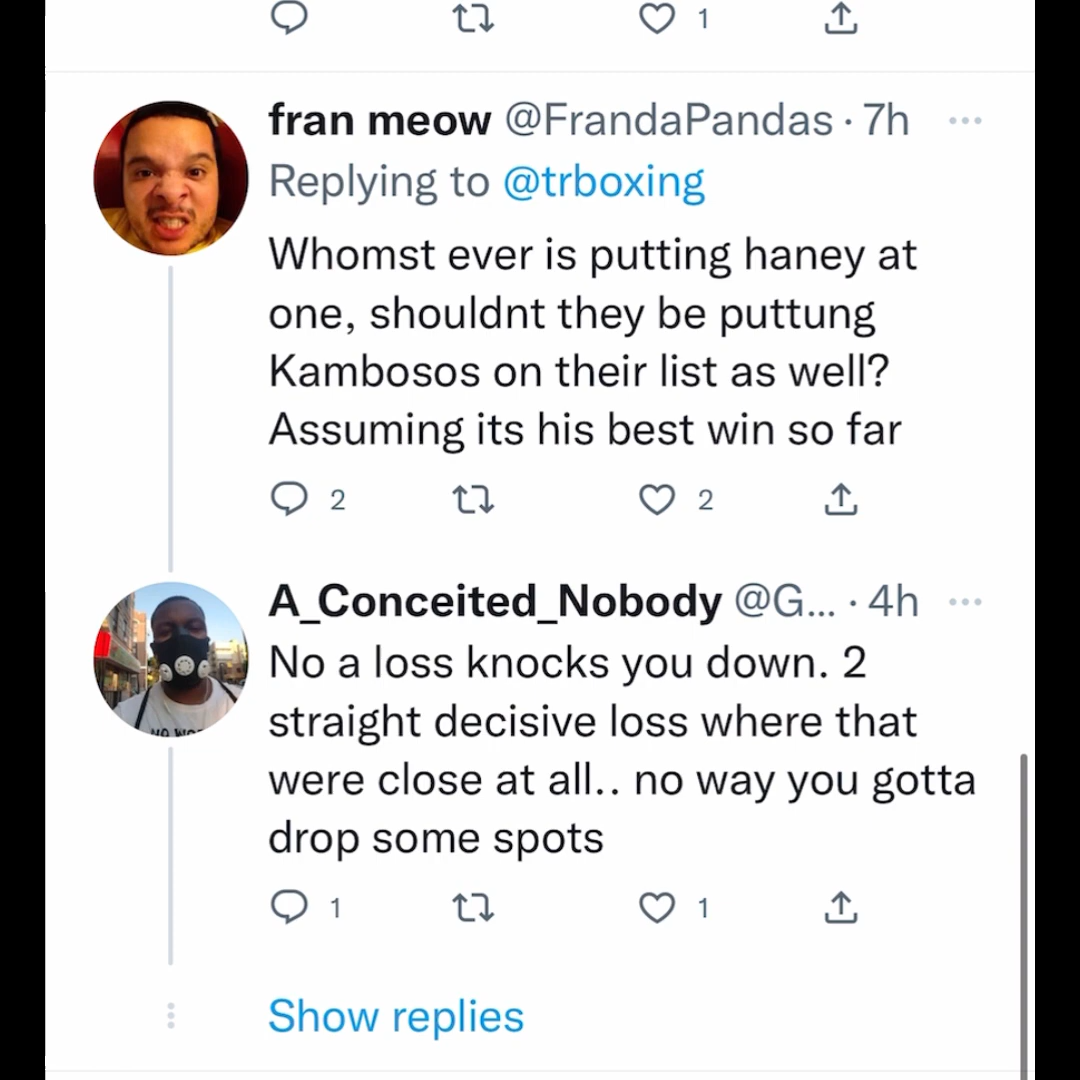 1
fran meow @FrandaPandas · 7h
Replying to @trboxing
Whomst ever is putting haney at
one, shouldnt they be puttung
Kambosos on their list as well?
Assuming its his best win so far
2 2
A_Conceited_Nobody @G... · 4h
No a loss knocks you down. 2
straight decisive loss where that
were close at all.. no way you gotta
drop some spots
1 1
Show replies